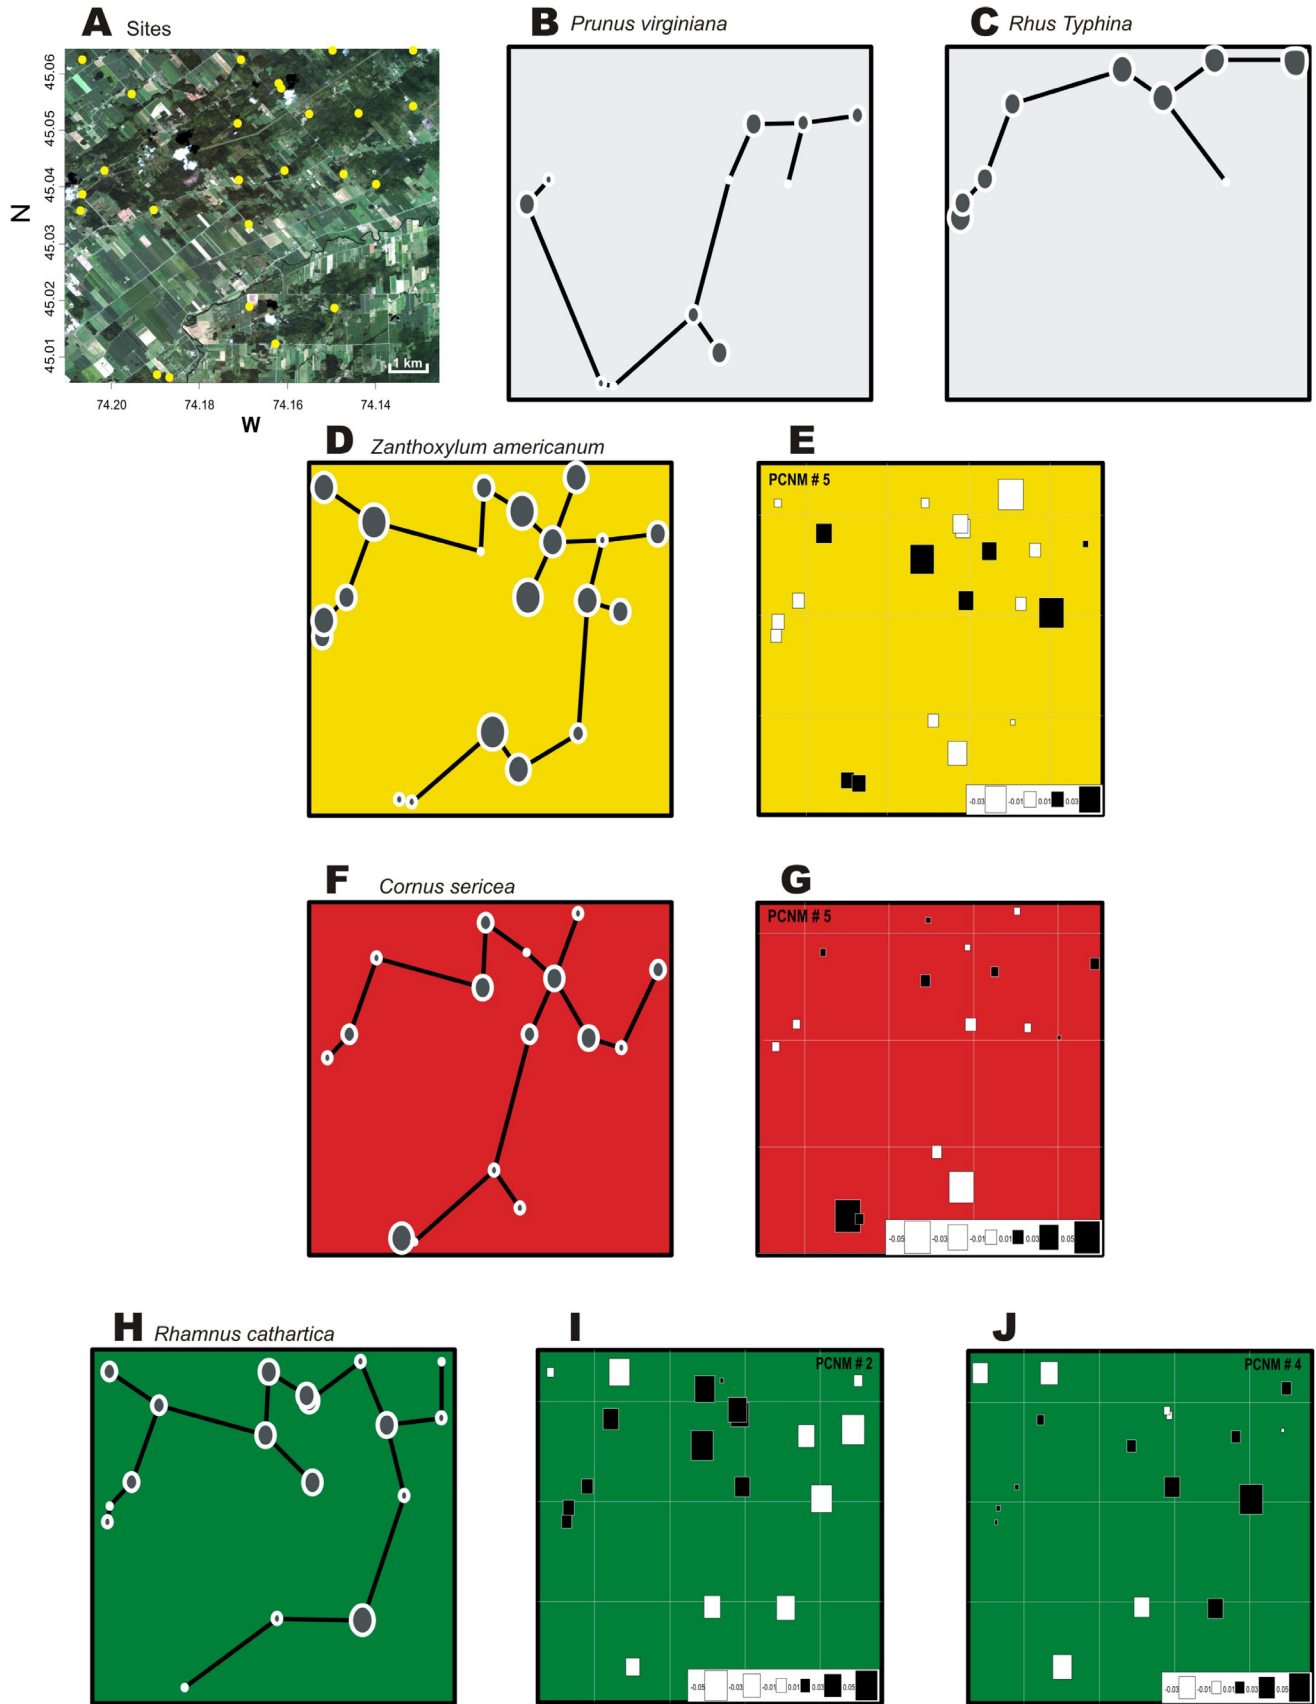 A Sites
B Prunus virginiana
C Rhus Typhina
45.06
45.05
45.04
45.03
45.02
45.01
N
1 km
74.20 74.18 74.16 74.14
W
D Zanthoxylum americanum
E
PCNM # 5
-0.03 -0.01 0.01 0.03
F Cornus sericea
G
PCNM # 5
-0.05 -0.03 -0.01 0.01 0.03 0.05
H Rhamnus cathartica
I
J
PCNM # 2
PCNM # 4
-0.05 -0.03 -0.01 0.01 0.03 0.05
-0.03 -0.01 0.01 0.03 0.05